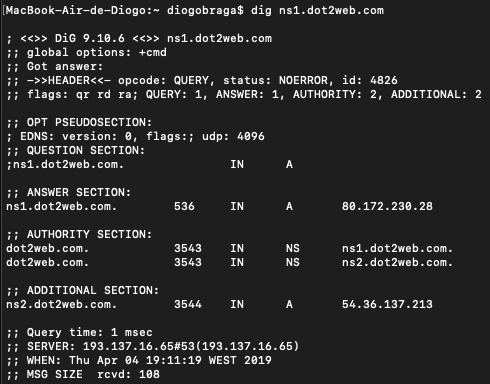 MacBook-Air-de-Diogo:~ diogobraga$ dig ns1.dot2web.com
; <<>> DiG 9.10.6 <<>> ns1.dot2web.com
;; global options: +cmd
;; Got answer:
;; ->>HEADER<<- opcode: QUERY, status: NOERROR, id: 4826
;; flags: qr rd ra; QUERY: 1, ANSWER: 1, AUTHORITY: 2, ADDITIONAL: 2
;; OPT PSEUDOSECTION:
; EDNS: version: 0, flags:; udp: 4096
;; QUESTION SECTION:
;ns1.dot2web.com. IN A
;; ANSWER SECTION:
ns1.dot2web.com. 536 IN A 80.172.230.28
;; AUTHORITY SECTION:
dot2web.com. 3543 IN NS ns1.dot2web.com.
dot2web.com. 3543 IN NS ns2.dot2web.com.
;; ADDITIONAL SECTION:
ns2.dot2web.com. 3544 IN A 54.36.137.213
;; Query time: 1 msec
;; SERVER: 193.137.16.65#53(193.137.16.65)
;; WHEN: Thu Apr 04 19:11:19 WEST 2019
;; MSG SIZE rcvd: 108